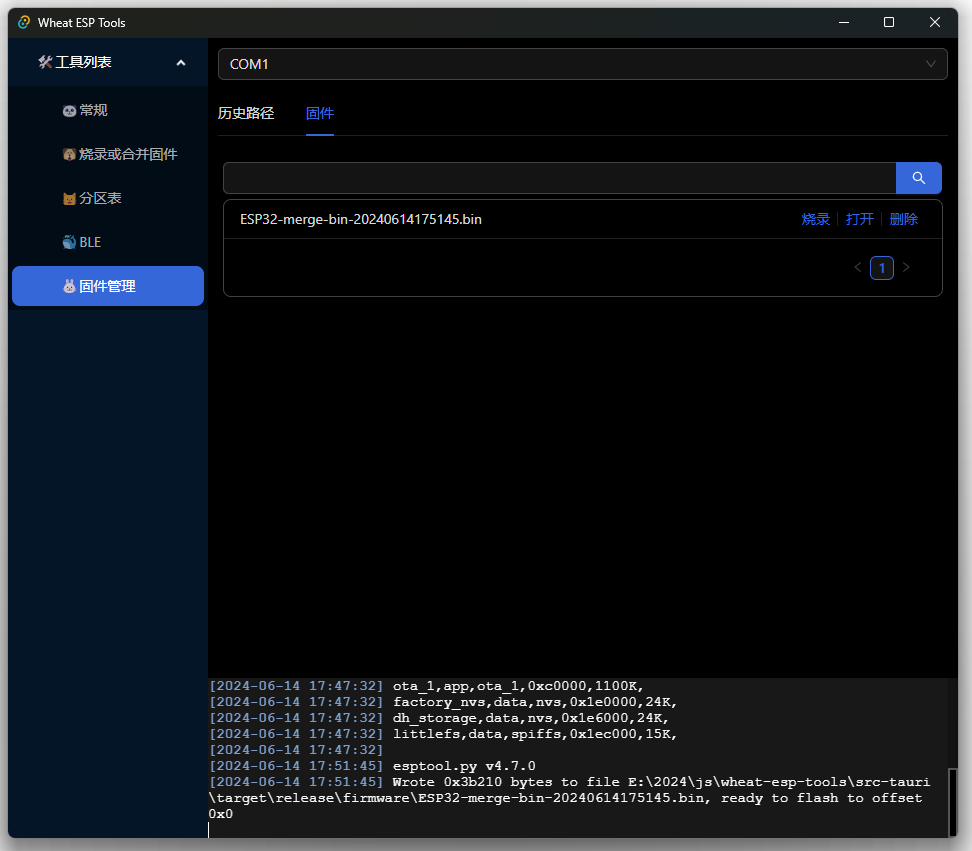 Wheat ESP Tools
🛠工具列表
🐼常规
🐶烧录或合并固件
🐱分区表
🐳BLE
🐰固件管理
COM1
历史路径 固件
ESP32-merge-bin-20240614175145.bin 烧录 打开 删除
1
[2024-06-14 17:47:32] ota_1,app,ota_1,0xc0000,1100K,
[2024-06-14 17:47:32] factory_nvs,data,nvs,0x1e0000,24K,
[2024-06-14 17:47:32] dh_storage,data,nvs,0x1e6000,24K,
[2024-06-14 17:47:32] littlefs,data,spiffs,0x1ec000,15K,
[2024-06-14 17:47:32]
[2024-06-14 17:51:45] esptool.py v4.7.0
[2024-06-14 17:51:45] Wrote 0x3b210 bytes to file E:\2024\js\wheat-esp-tools\src-tauri
\target\release\firmware\ESP32-merge-bin-20240614175145.bin, ready to flash to offset
0x0